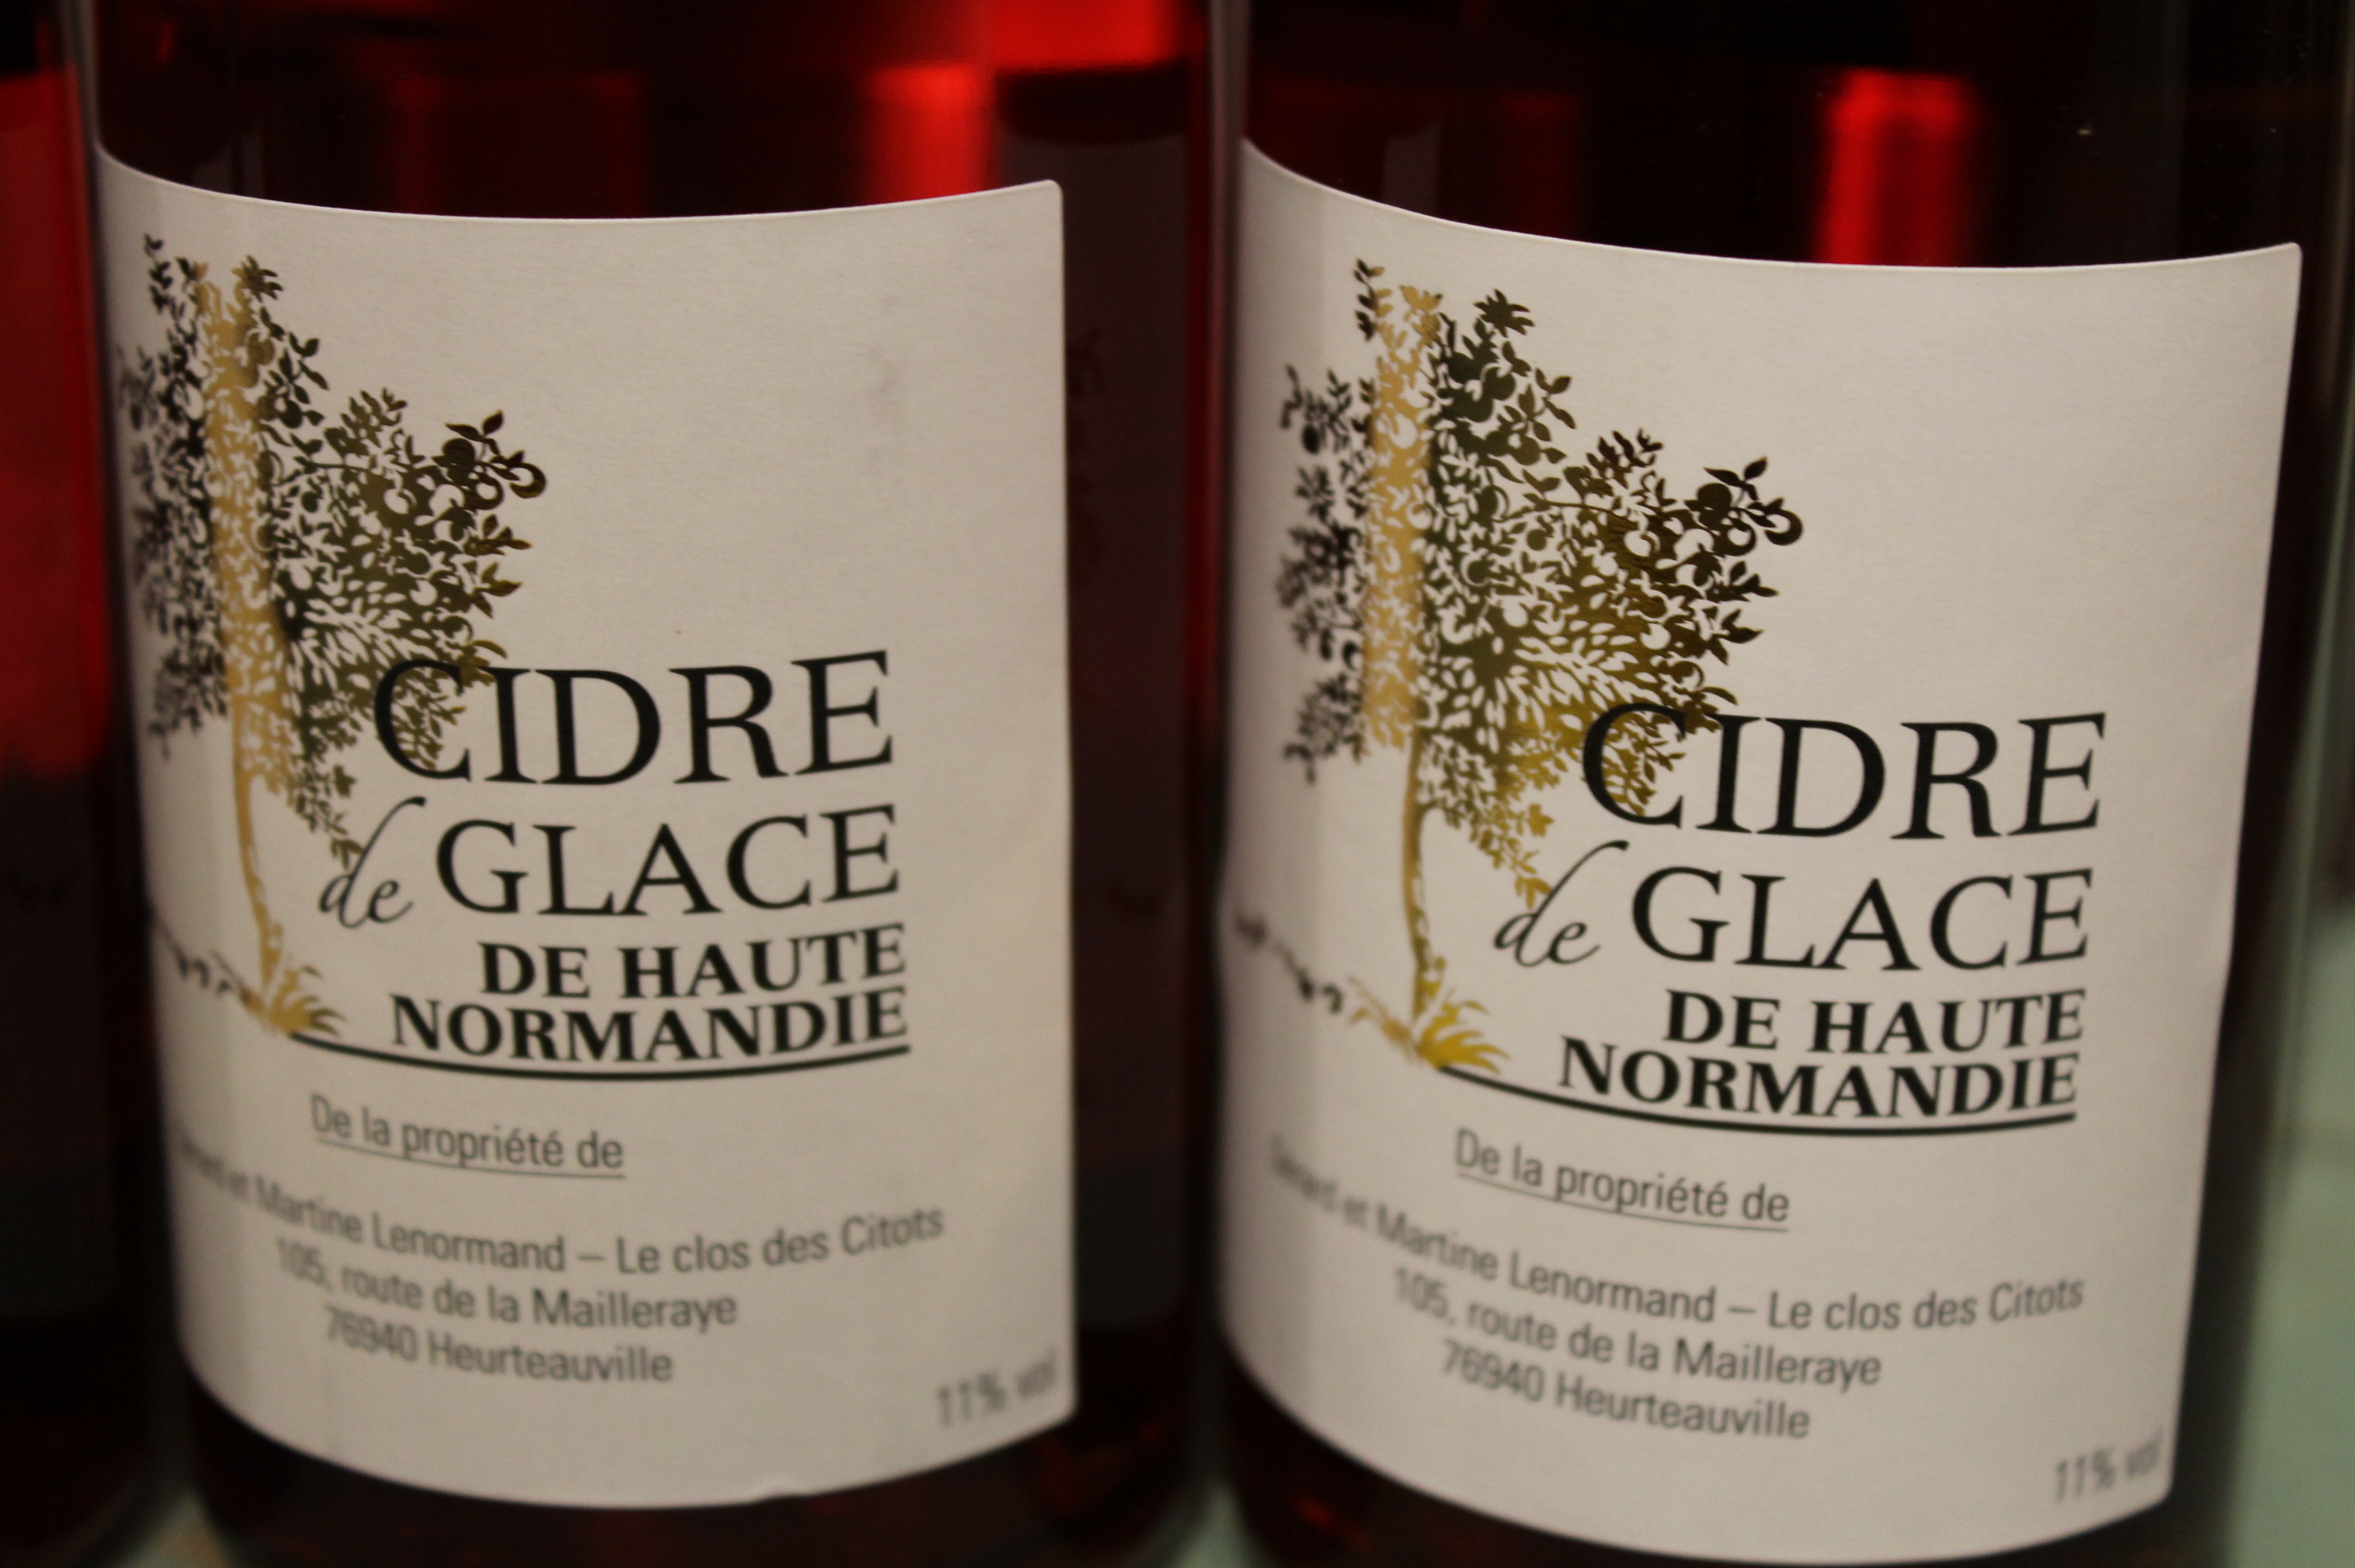 CIDRE
de GLACE
DE HAUTE
NORMANDIE
De la propriété de
et Martine Lenormand – Le clos des Citots
105, route de la Mailleraye
76940 Heurteauville
11% vol
CIDRE
de GLACE
DE HAUTE
NORMANDIE
De la propriété de
et Martine Lenormand – Le clos des Citots
105, route de la Mailleraye
76940 Heurteauville
11% vol